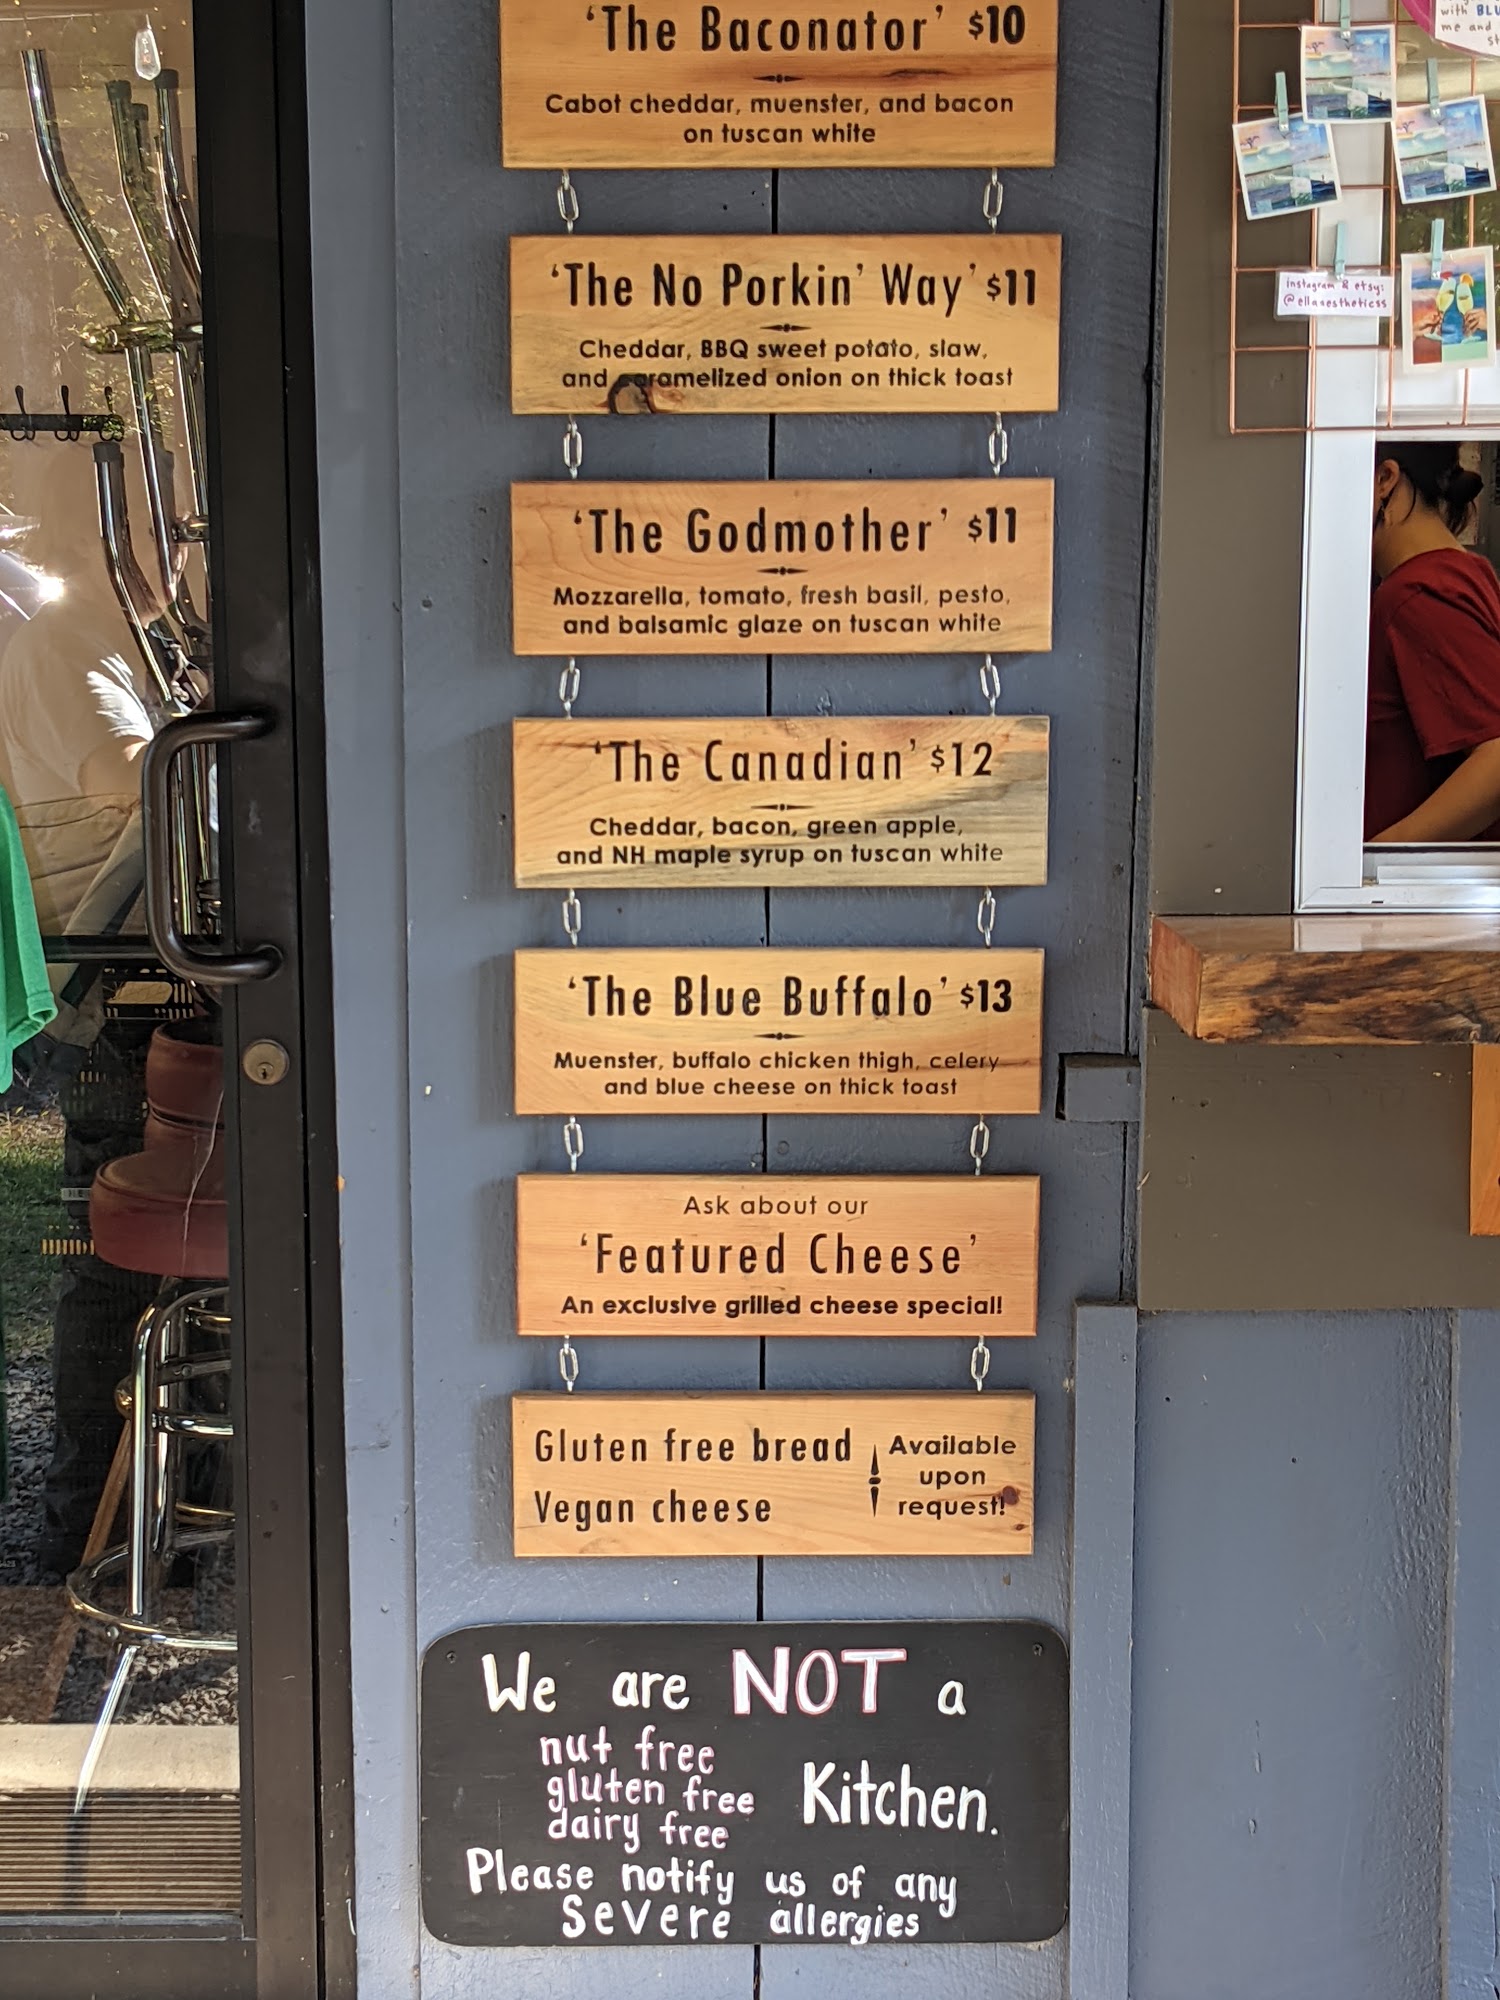 'The Baconator' $10
Cabot cheddar, muenster, and bacon
on tuscan white
'The No Porkin' Way' $11
Cheddar, BBQ sweet potato, slaw,
and caramelized onion on thick toast
'The Godmother' $11
Mozzarella, tomato, fresh basil, pesto,
and balsamic glaze on tuscan white
'The Canadian' $12
Cheddar, bacon, green apple,
and NH maple syrup on tuscan white
'The Blue Buffalo' $13
Muenster, buffalo chicken thigh, celery
and blue cheese on thick toast
Ask about our
'Featured Cheese'
An exclusive grilled cheese special!
Gluten free bread
Vegan cheese
Available
upon
request!
We are NOT a
nut free
gluten free
dairy free
Kitchen.
Please notify us of any
Severe allergies
with BLU
me and
Instagram & etsy:
@ellaaesthetics